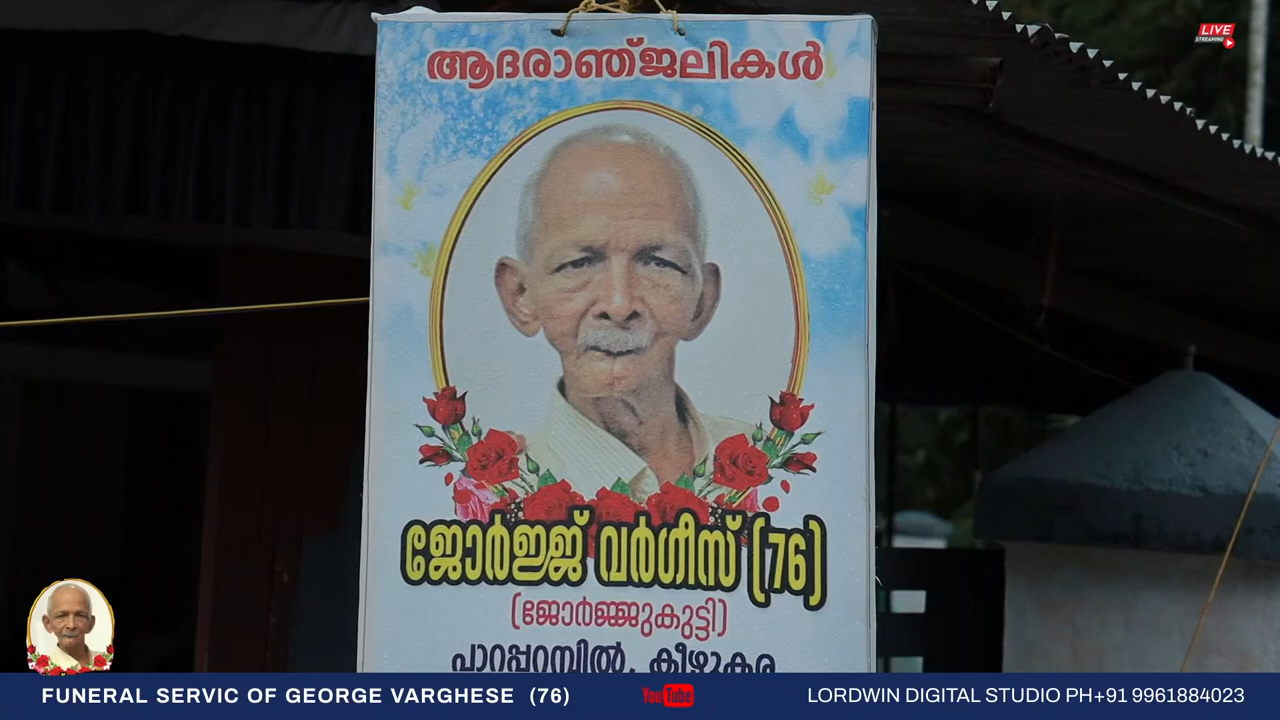 LIVE
STREAMING
ആദരാഞ്ജലികൾ
ജോർജ്ജ് വർഗീസ് (76)
(ജോർജ്ജുകുട്ടി)
പാറപ്പറമ്പിൽ, കീഴുകര
FUNERAL SERVIC OF GEORGE VARGHESE (76)
YouTube
LORDWIN DIGITAL STUDIO PH+91 9961884023